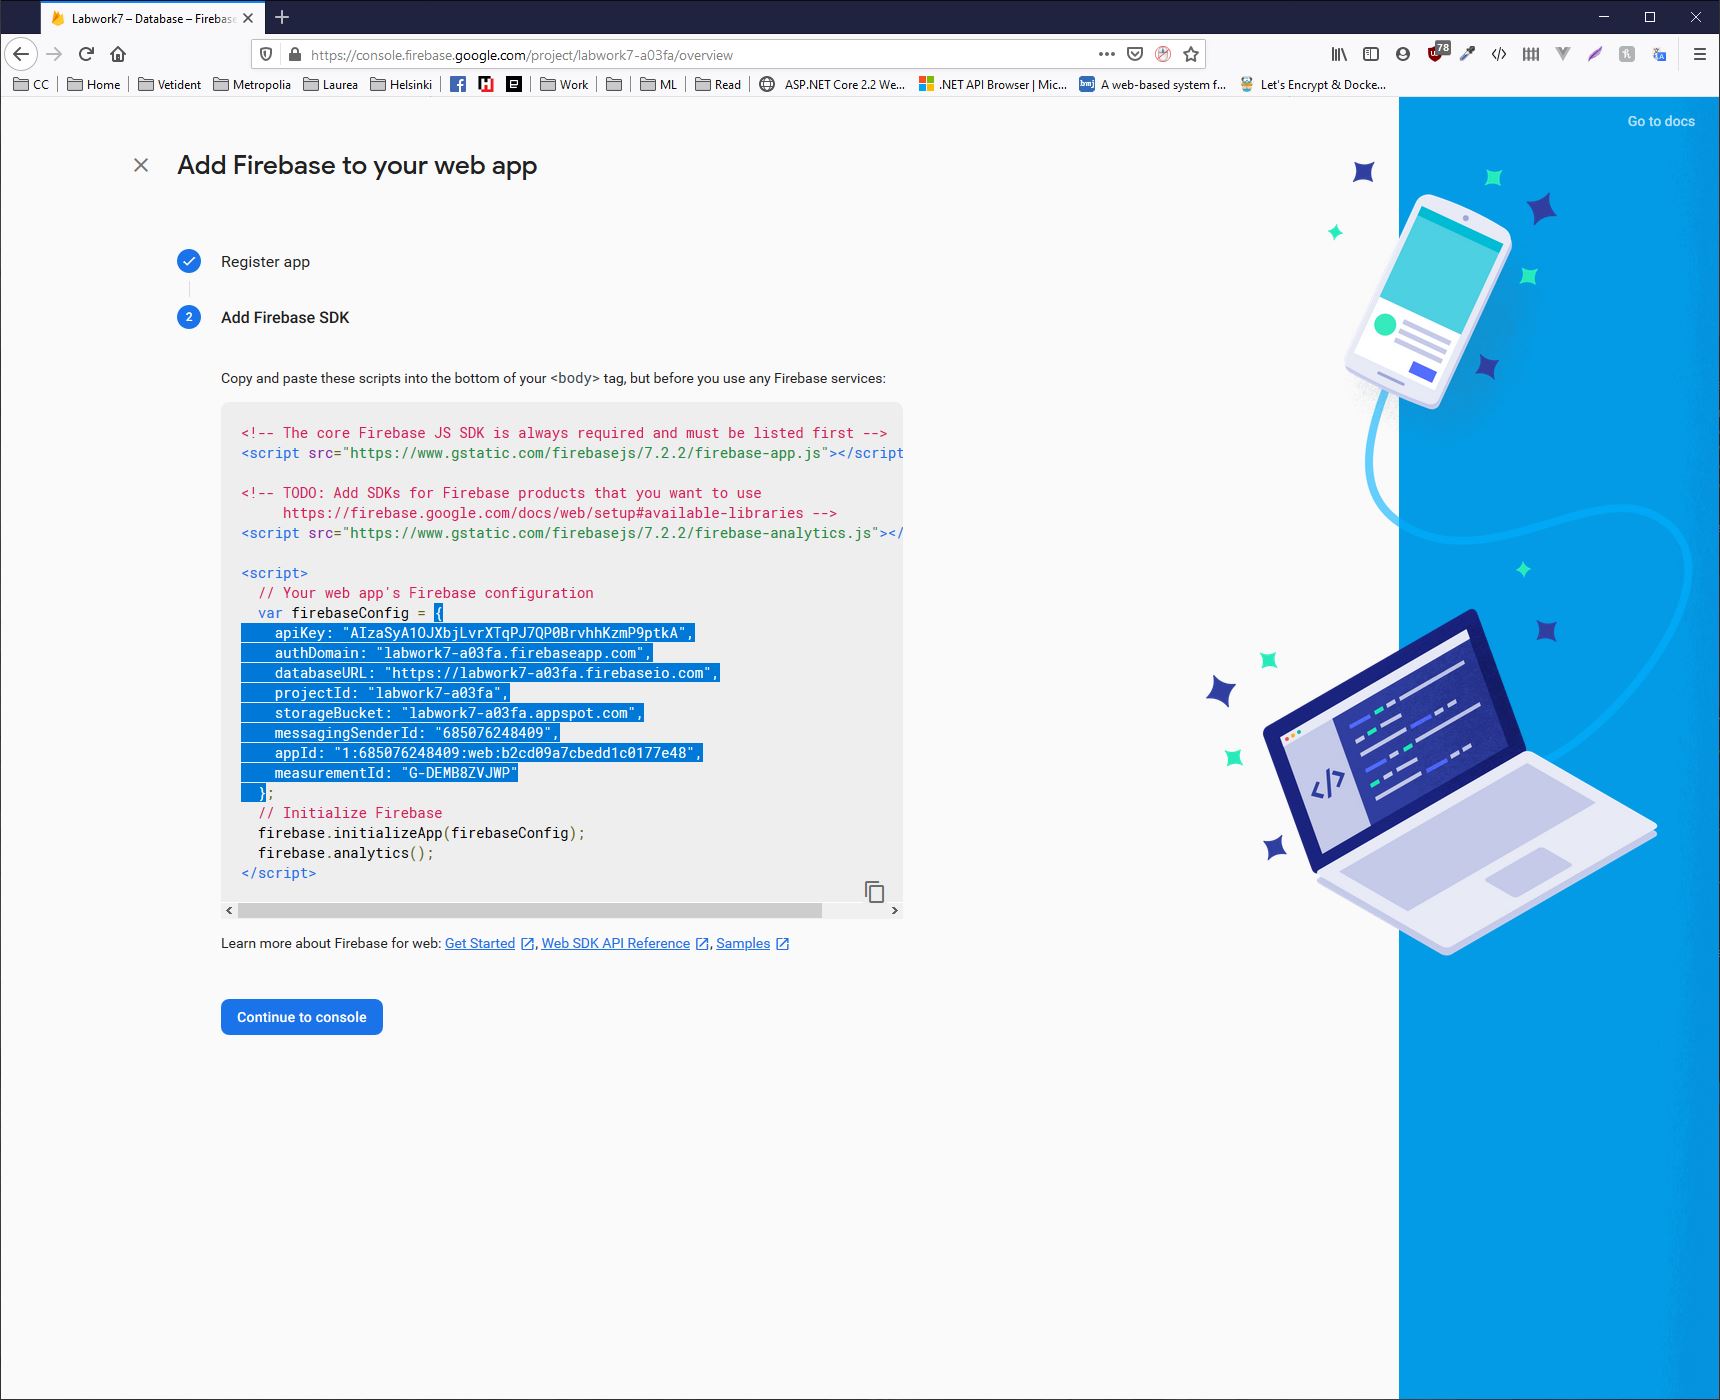 Labwork7 – Database – Firebase
https://console.firebase.google.com/project/labwork7-a03fa/overview
78
CC Home Vetident Metropolia Laurea Helsinki Work ML Read ASP.NET Core 2.2 We... .NET API Browser | Mic... bmj A web-based system f... Let's Encrypt & Docke...
Go to docs
Add Firebase to your web app
Register app
2 Add Firebase SDK
Copy and paste these scripts into the bottom of your <body> tag, but before you use any Firebase services:
<!-- The core Firebase JS SDK is always required and must be listed first -->
<script src="https://www.gstatic.com/firebasejs/7.2.2/firebase-app.js"></script
<!-- TODO: Add SDKs for Firebase products that you want to use
https://firebase.google.com/docs/web/setup#available-libraries -->
<script src="https://www.gstatic.com/firebasejs/7.2.2/firebase-analytics.js"></
<script>
// Your web app's Firebase configuration
var firebaseConfig = {
apiKey: "AIzaSyA1OJXbjLvrXTqPJ7QP0BrvhhKzmP9ptkA",
authDomain: "labwork7-a03fa.firebaseapp.com",
databaseURL: "https://labwork7-a03fa.firebaseio.com",
projectId: "labwork7-a03fa",
storageBucket: "labwork7-a03fa.appspot.com",
messagingSenderId: "685076248409",
appId: "1:685076248409:web:b2cd09a7cbedd1c0177e48",
measurementId: "G-DEMB8ZVJWP"
};
// Initialize Firebase
firebase.initializeApp(firebaseConfig);
firebase.analytics();
</script>
Learn more about Firebase for web: Get Started , Web SDK API Reference , Samples
Continue to console
</>